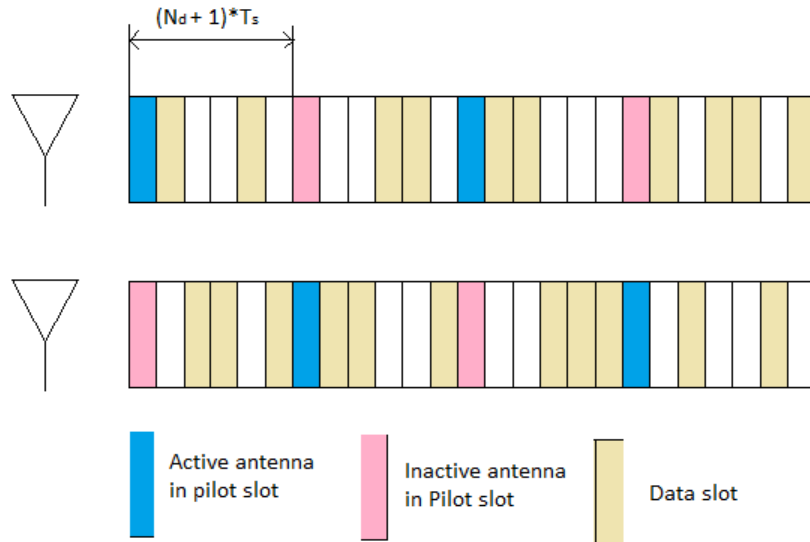 (Nd + 1)*Ts
Active antenna
in pilot slot
Inactive antenna
in Pilot slot
Data slot